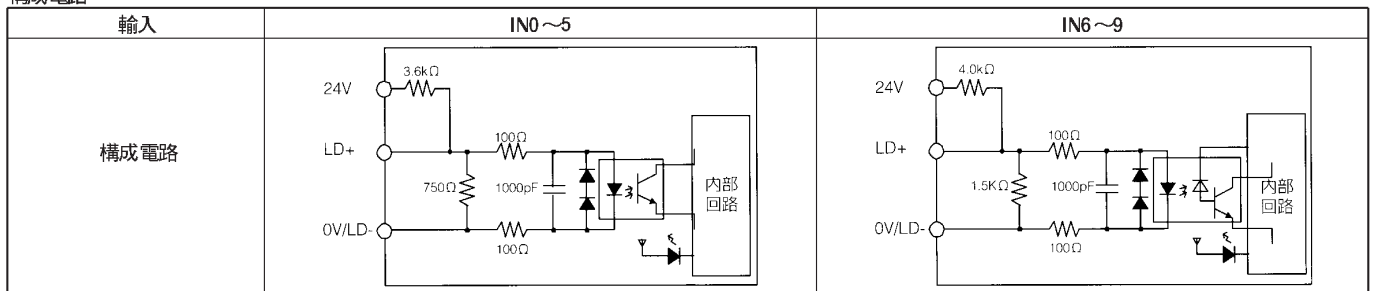 構成電路
輸入 IN0～5 IN6～9
構成電路
24V 3.6kΩ
LD+ 100Ω
750Ω 1000pF 内部
回路
0V/LD-
100Ω
24V 4.0kΩ
LD+ 100Ω
1.5KΩ 1000pF 内部
回路
0V/LD-
100Ω